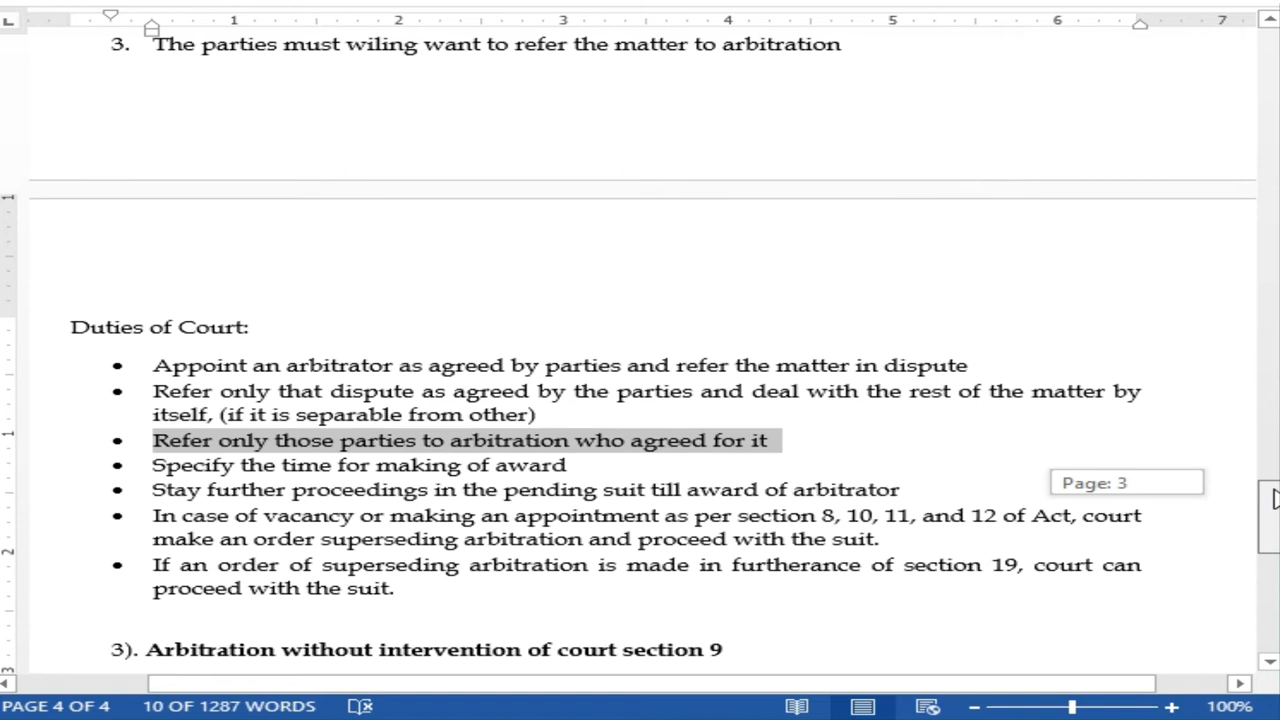 1 2 3 4 5 6 7
3. The parties must wiling want to refer the matter to arbitration
Duties of Court:
• Appoint an arbitrator as agreed by parties and refer the matter in dispute
• Refer only that dispute as agreed by the parties and deal with the rest of the matter by
itself, (if it is separable from other)
• Refer only those parties to arbitration who agreed for it
• Specify the time for making of award
Page: 3
• Stay further proceedings in the pending suit till award of arbitrator
• In case of vacancy or making an appointment as per section 8, 10, 11, and 12 of Act, court
make an order superseding arbitration and proceed with the suit.
• If an order of superseding arbitration is made in furtherance of section 19, court can
proceed with the suit.
3). Arbitration without intervention of court section 9
PAGE 4 OF 4 10 OF 1287 WORDS 100%